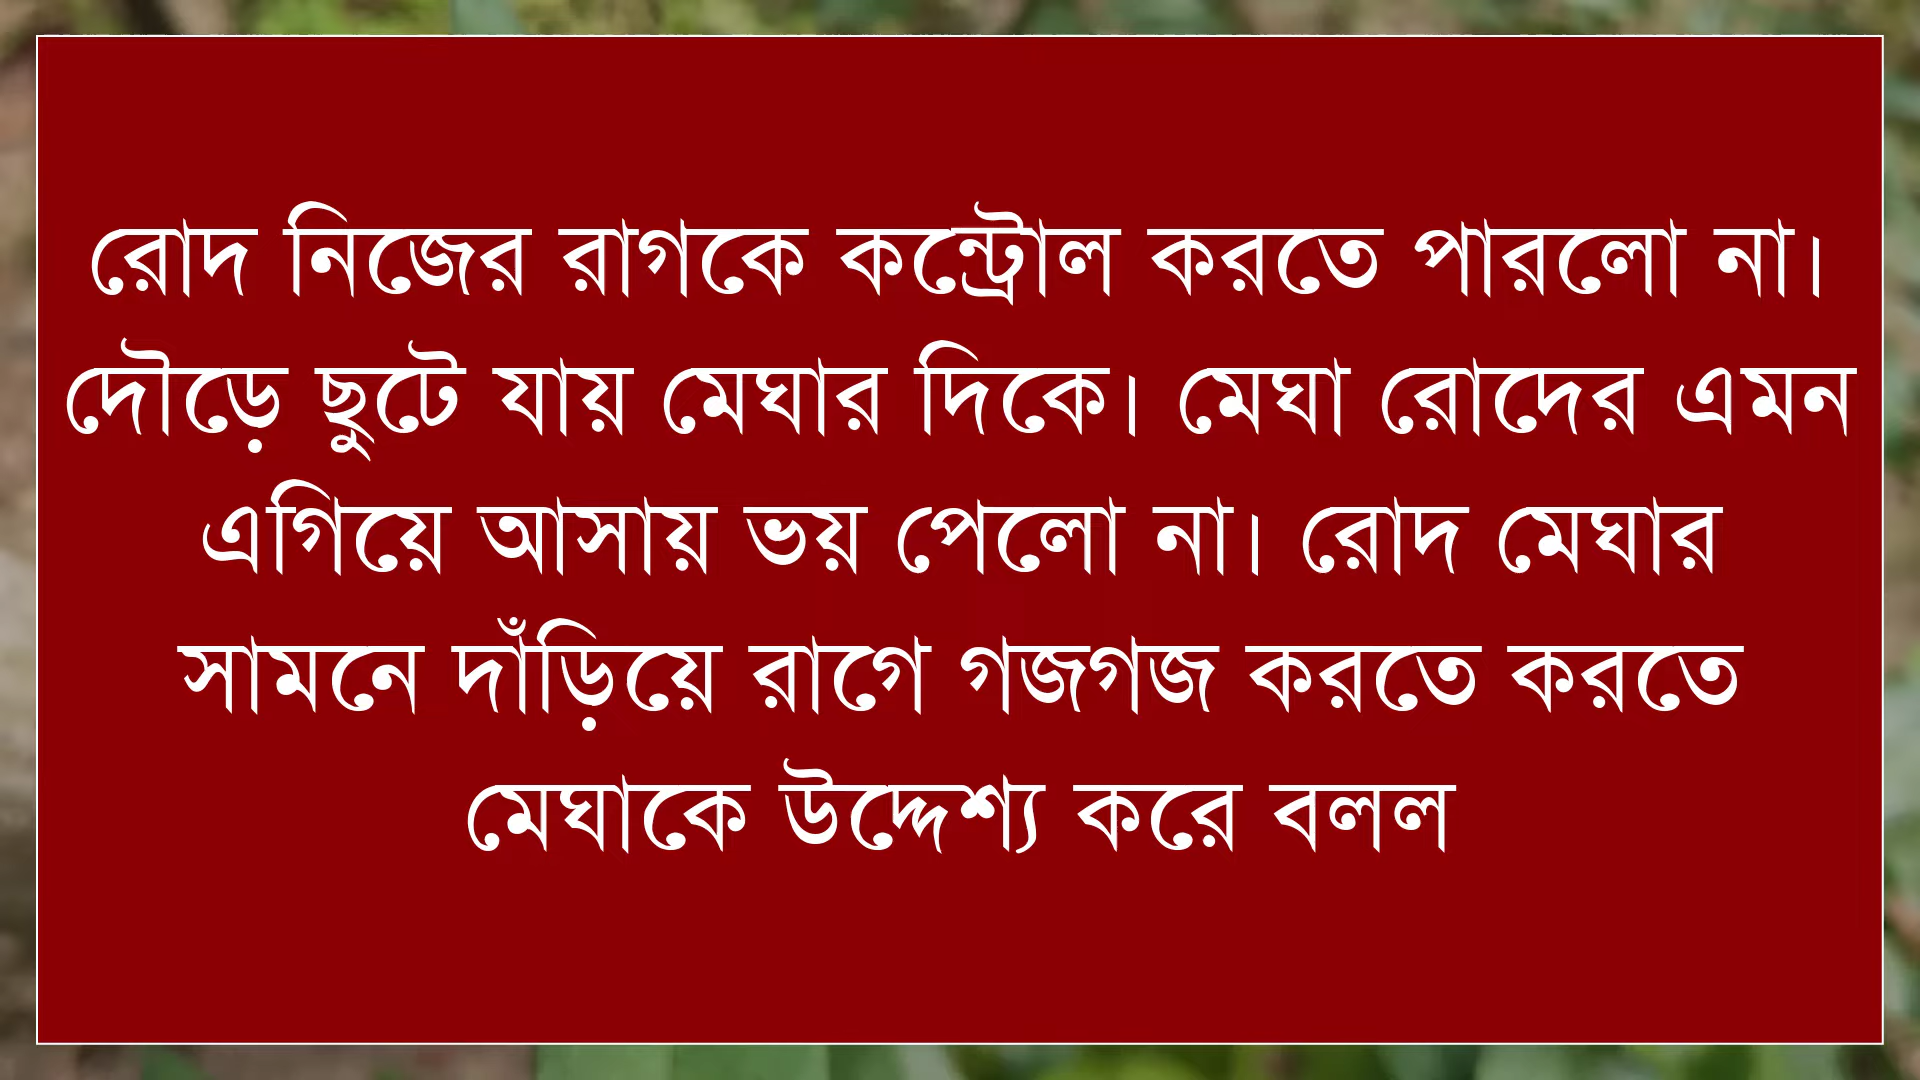 রোদ নিজের রাগকে কন্ট্রোল করতে পারলো না।
দৌড়ে ছুটে যায় মেঘার দিকে। মেঘা রোদের এমন
এগিয়ে আসায় ভয় পেলো না। রোদ মেঘার
সামনে দাঁড়িয়ে রাগে গজগজ করতে করতে
মেঘাকে উদ্দেশ্য করে বলল